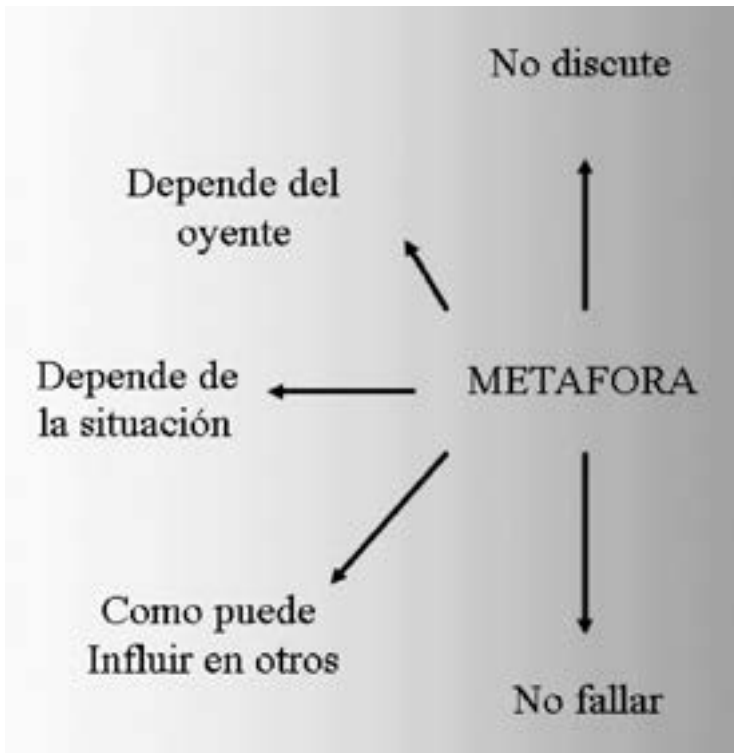 No discute
Depende del
oyente
Depende de
la situación
METAFORA
Como puede
Influir en otros
No fallar